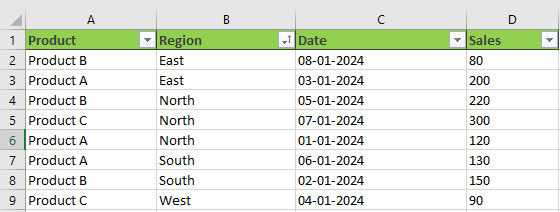 A B C D
1 Product Region Date Sales
2 Product B East 08-01-2024 80
3 Product A East 03-01-2024 200
4 Product B North 05-01-2024 220
5 Product C North 07-01-2024 300
6 Product A North 01-01-2024 120
7 Product A South 06-01-2024 130
8 Product B South 02-01-2024 150
9 Product C West 04-01-2024 90